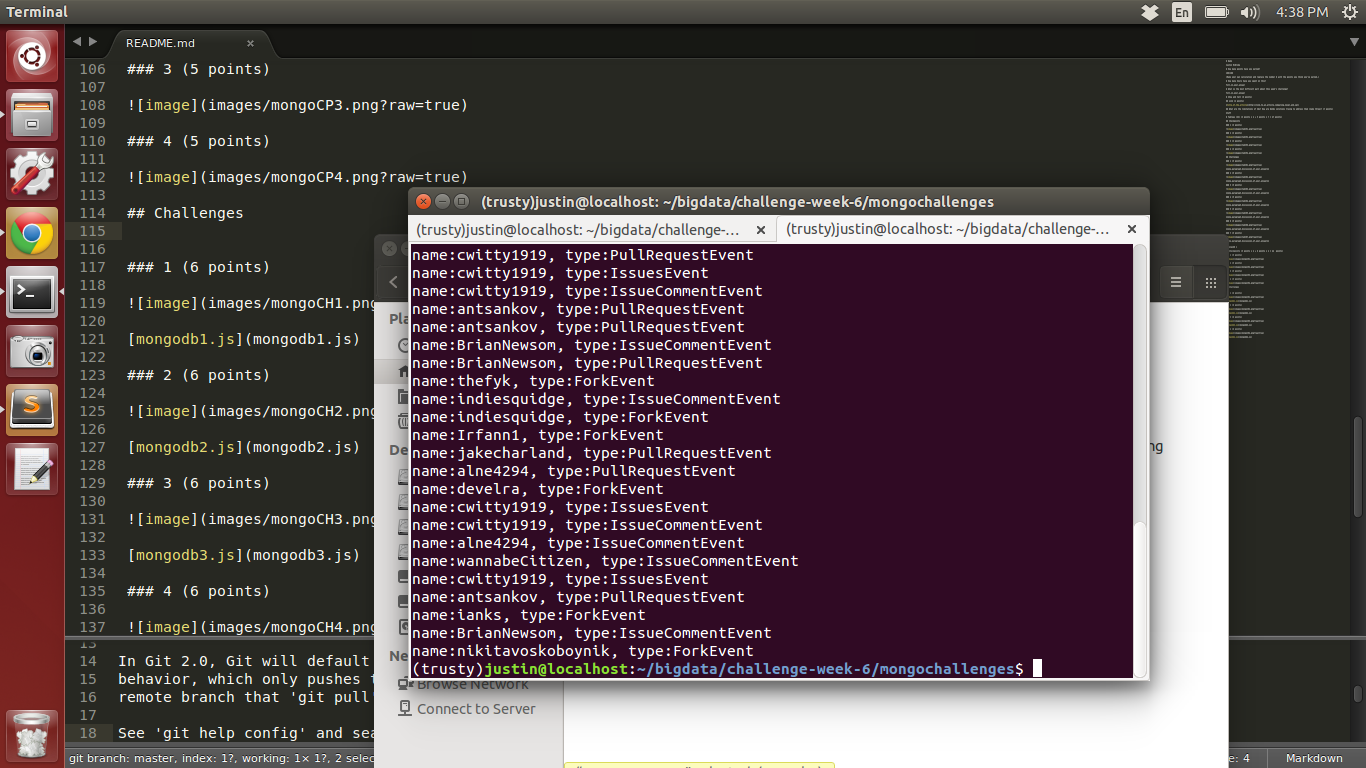 Terminal
En
4:38 PM
README.md
106 ### 3 (5 points)
107
108 ![image](images/mongoCP3.png?raw=true)
109
110 ### 4 (5 points)
111
112 ![image](images/mongoCP4.png?raw=true)
113
114 ## Challenges
115
116
117 ### 1 (6 points)
118
119 ![image](images/mongoCH1.png
120
121 [mongodb1.js](mongodb1.js)
122
123 ### 2 (6 points)
124
125 ![image](images/mongoCH2.png
126
127 [mongodb2.js](mongodb2.js)
128
129 ### 3 (6 points)
130
131 ![image](images/mongoCH3.png
132
133 [mongodb3.js](mongodb3.js)
134
135 ### 4 (6 points)
136
137 ![image](images/mongoCH4.png
13
14 In Git 2.0, Git will default
15 behavior, which only pushes
16 remote branch that 'git pull'
17
18 See 'git help config' and
git branch: master, index: 1?, working: 1× 1?, 2
(trusty)justin@localhost: ~/bigdata/challenge-week-6/mongochallenges
(trusty)justin@localhost: ~/bigdata/challenge-...
(trusty)justin@localhost: ~/bigdata/challenge-...
name:cwitty1919, type:PullRequestEvent
name:cwitty1919, type:IssuesEvent
name:cwitty1919, type:IssueCommentEvent
name:antsankov, type:PullRequestEvent
name:antsankov, type:PullRequestEvent
name:BrianNewsom, type:IssueCommentEvent
name:BrianNewsom, type:PullRequestEvent
name:thefyk, type:ForkEvent
name:indiesquidge, type:IssueCommentEvent
name:indiesquidge, type:ForkEvent
name:Irfann1, type:ForkEvent
name:jakecharland, type:PullRequestEvent
name:alne4294, type:PullRequestEvent
name:develra, type:ForkEvent
name:cwitty1919, type:IssuesEvent
name:cwitty1919, type:IssueCommentEvent
name:alne4294, type:IssueCommentEvent
name:wannabeCitizen, type:IssueCommentEvent
name:cwitty1919, type:IssuesEvent
name:antsankov, type:PullRequestEvent
name:ianks, type:ForkEvent
name:BrianNewsom, type:IssueCommentEvent
name:nikitavoskoboynik, type:ForkEvent
(trusty)justin@localhost:~/bigdata/challenge-week-6/mongochallenges$
Browse Network
Connect to Server
Markdown